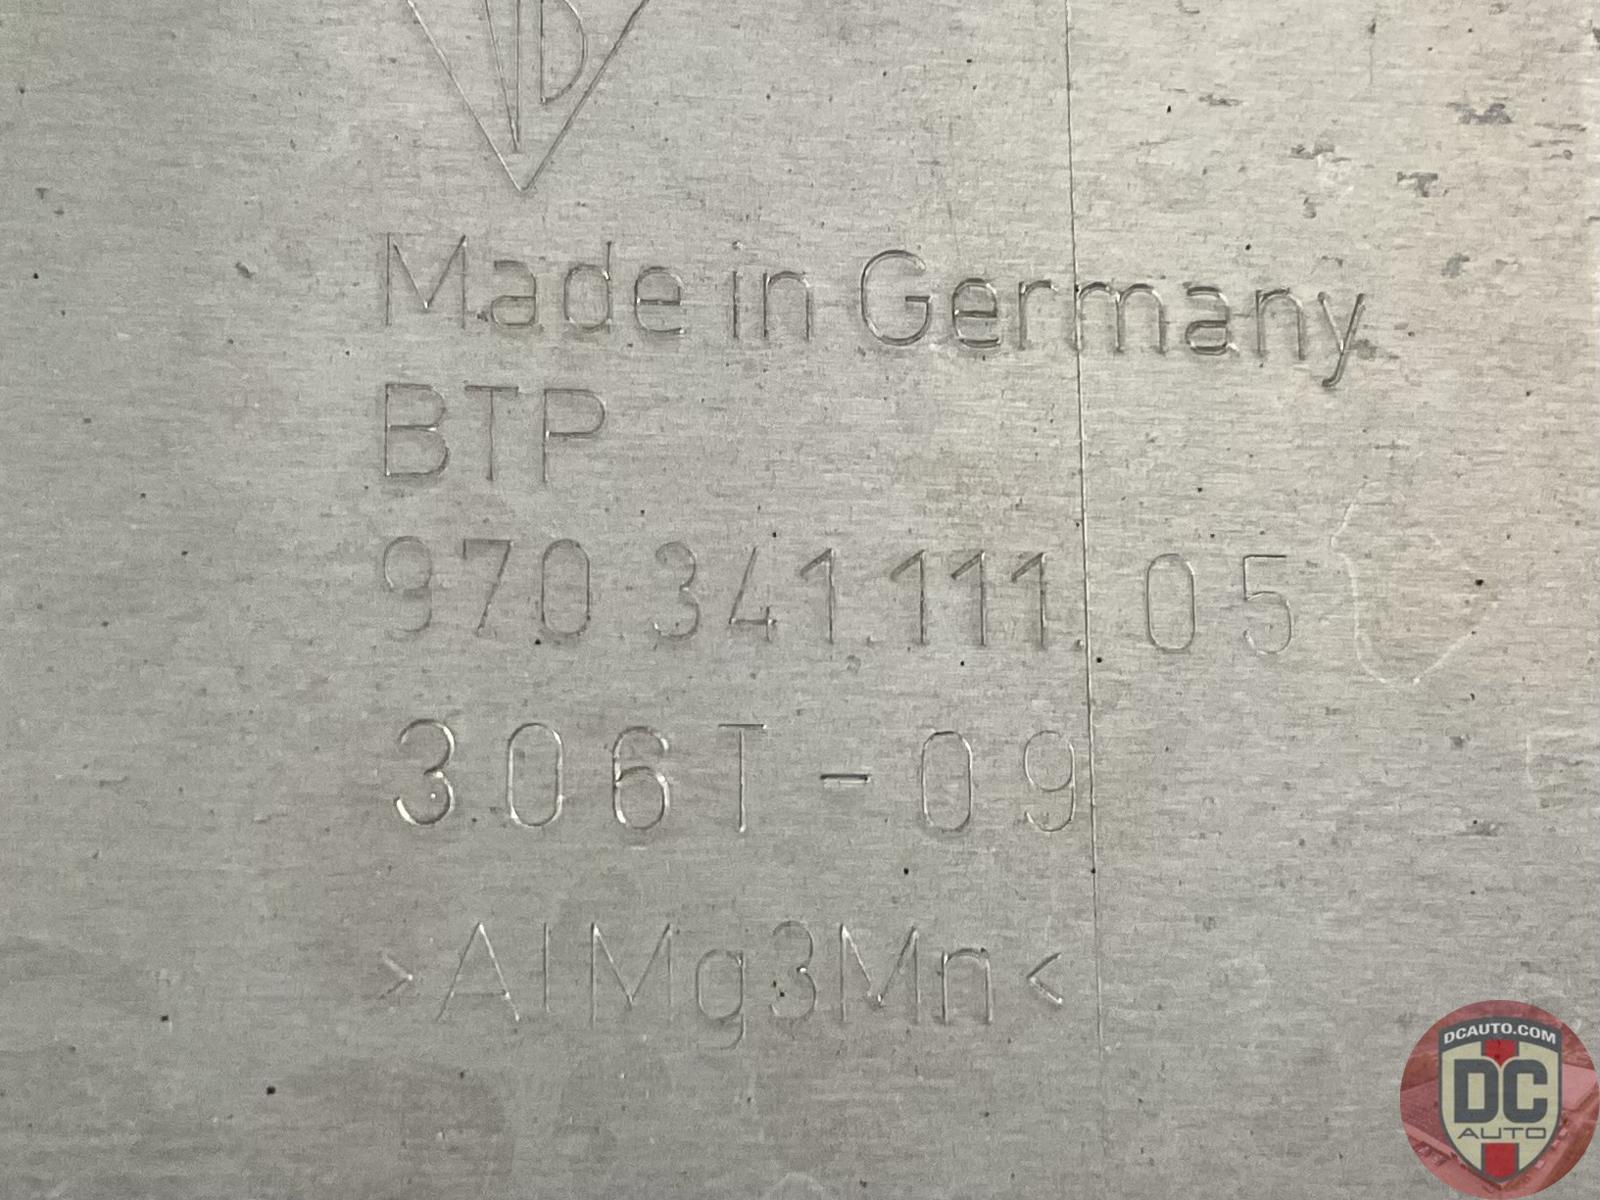 Made in Germany
BTP
970 341.111. 05
306T-09
>AlMg3Mn<
DCAUTO.COM
DC
AUTO